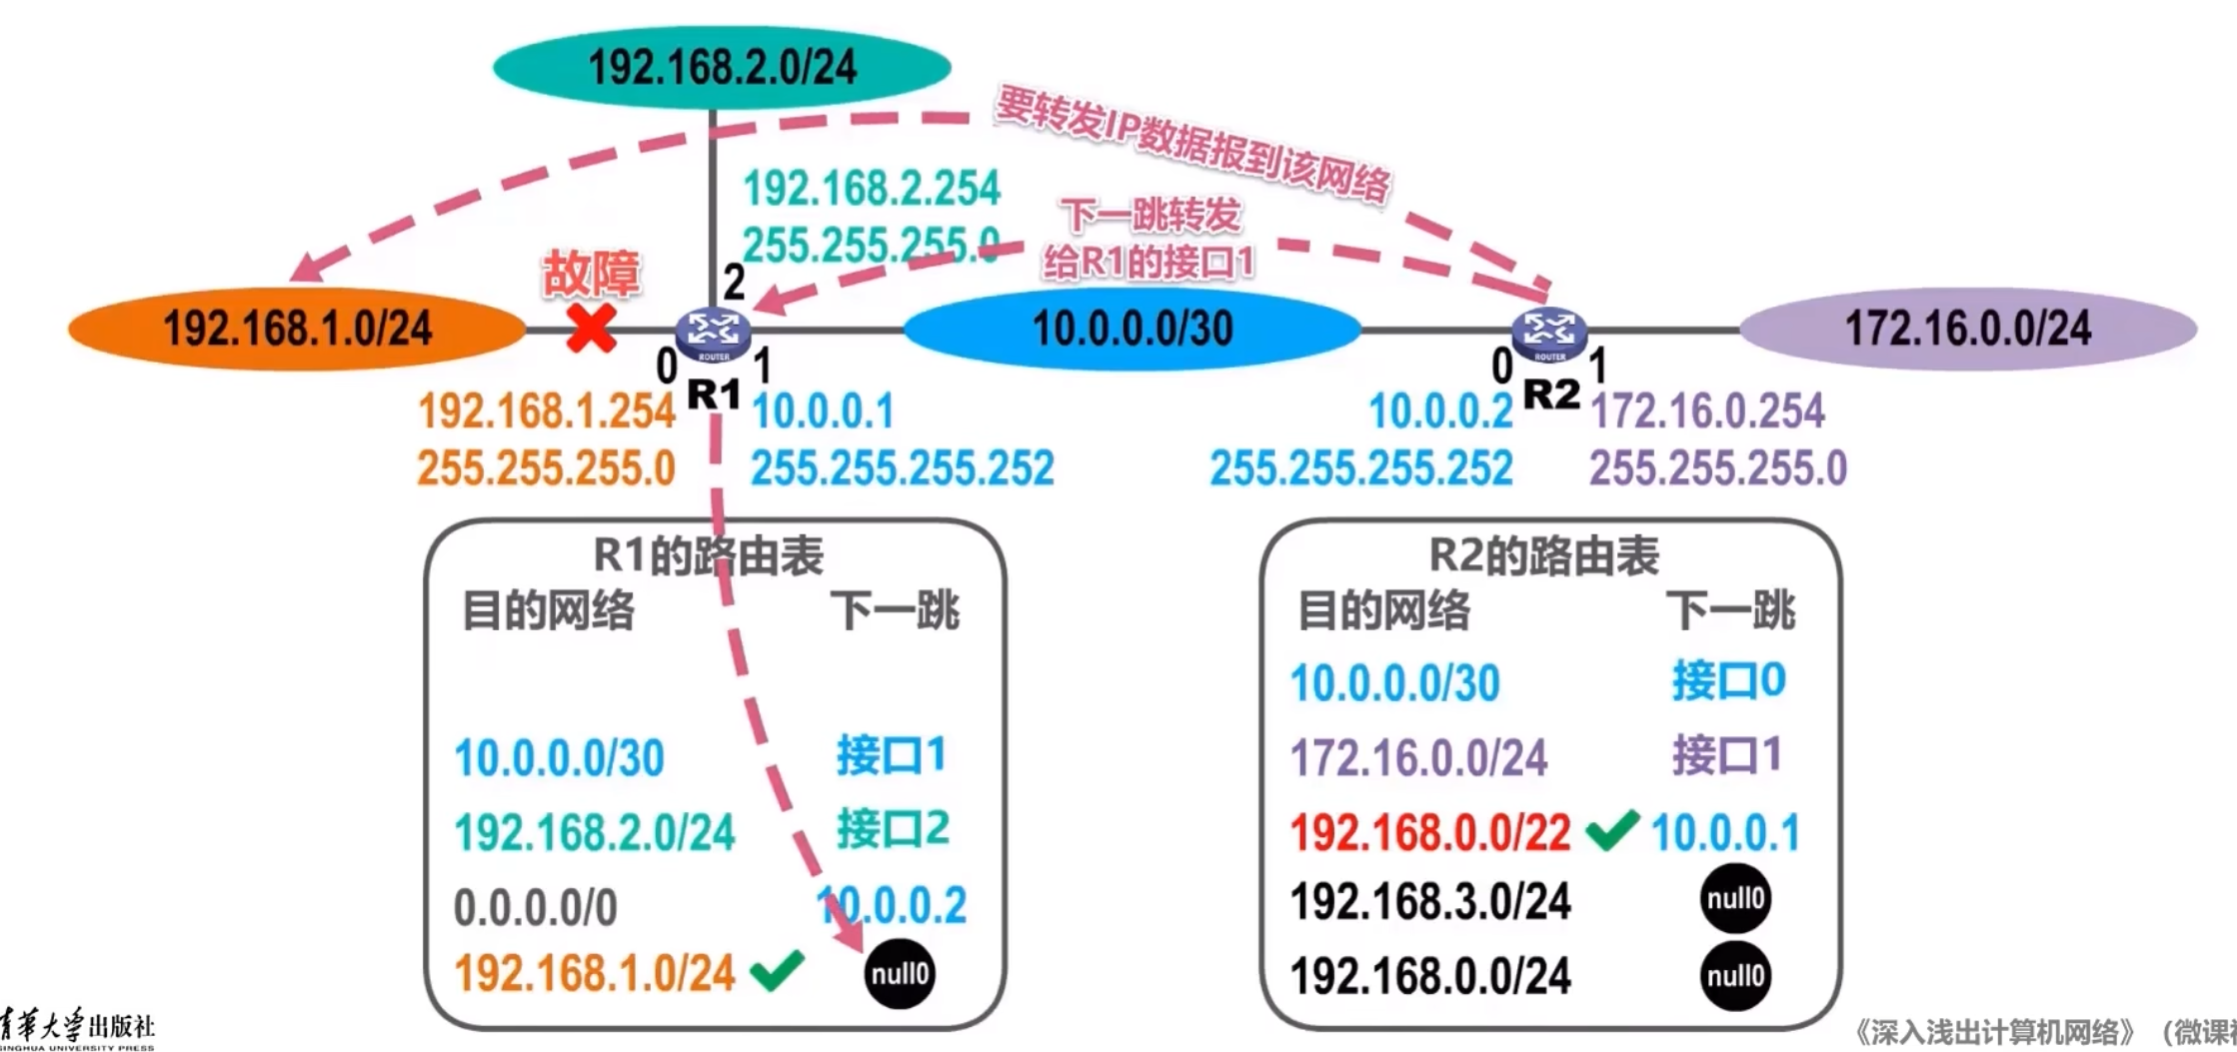 192.168.2.0/24
要转发IP数据报到该网络
192.168.2.254
255.255.255.0
下一跳转发
给R1的接口1
故障
2
192.168.1.0/24
10.0.0.0/30
172.16.0.0/24
ROUTER
ROUTER
0
1
0
1
R1
R2
192.168.1.254
255.255.255.0
10.0.0.1
255.255.255.252
10.0.0.2
255.255.255.252
172.16.0.254
255.255.255.0
R1的路由表
目的网络 下一跳
10.0.0.0/30 接口1
192.168.2.0/24 接口2
0.0.0.0/0 10.0.0.2
192.168.1.0/24 null0
R2的路由表
目的网络 下一跳
10.0.0.0/30 接口0
172.16.0.0/24 接口1
192.168.0.0/22 10.0.0.1
192.168.3.0/24 null0
192.168.0.0/24 null0
清华大学出版社
《深入浅出计算机网络》（微课